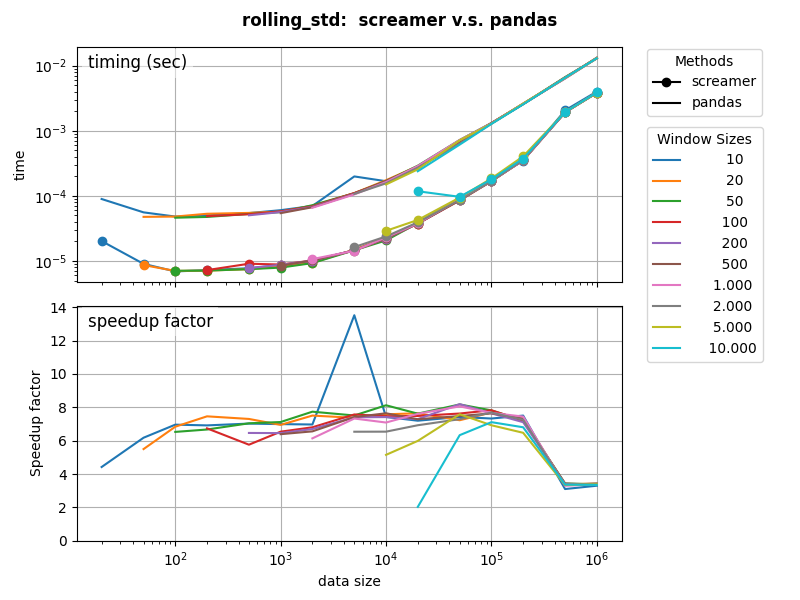 rolling_std:  screamer v.s. pandas
timing (sec)
time
10⁻²
10⁻³
10⁻⁴
10⁻⁵
Methods
screamer
pandas
Window Sizes
10
20
50
100
200
500
1.000
2.000
5.000
10.000
speedup factor
Speedup factor
14
12
10
8
6
4
2
0
10² 10³ 10⁴ 10⁵ 10⁶
data size